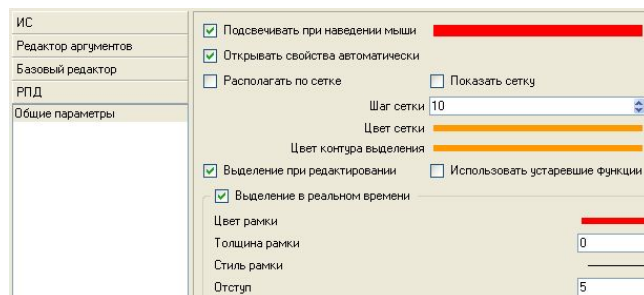 ИС
Редактор аргументов
Базовый редактор
РПД
Общие параметры
Подсвечивать при наведении мыши
Открывать свойства автоматически
Располагать по сетке Показать сетку
Шаг сетки 10
Цвет сетки
Цвет контура выделения
Выделение при редактировании Использовать устаревшие функции
Выделение в реальном времени
Цвет рамки
Толщина рамки 0
Стиль рамки
Отступ 5